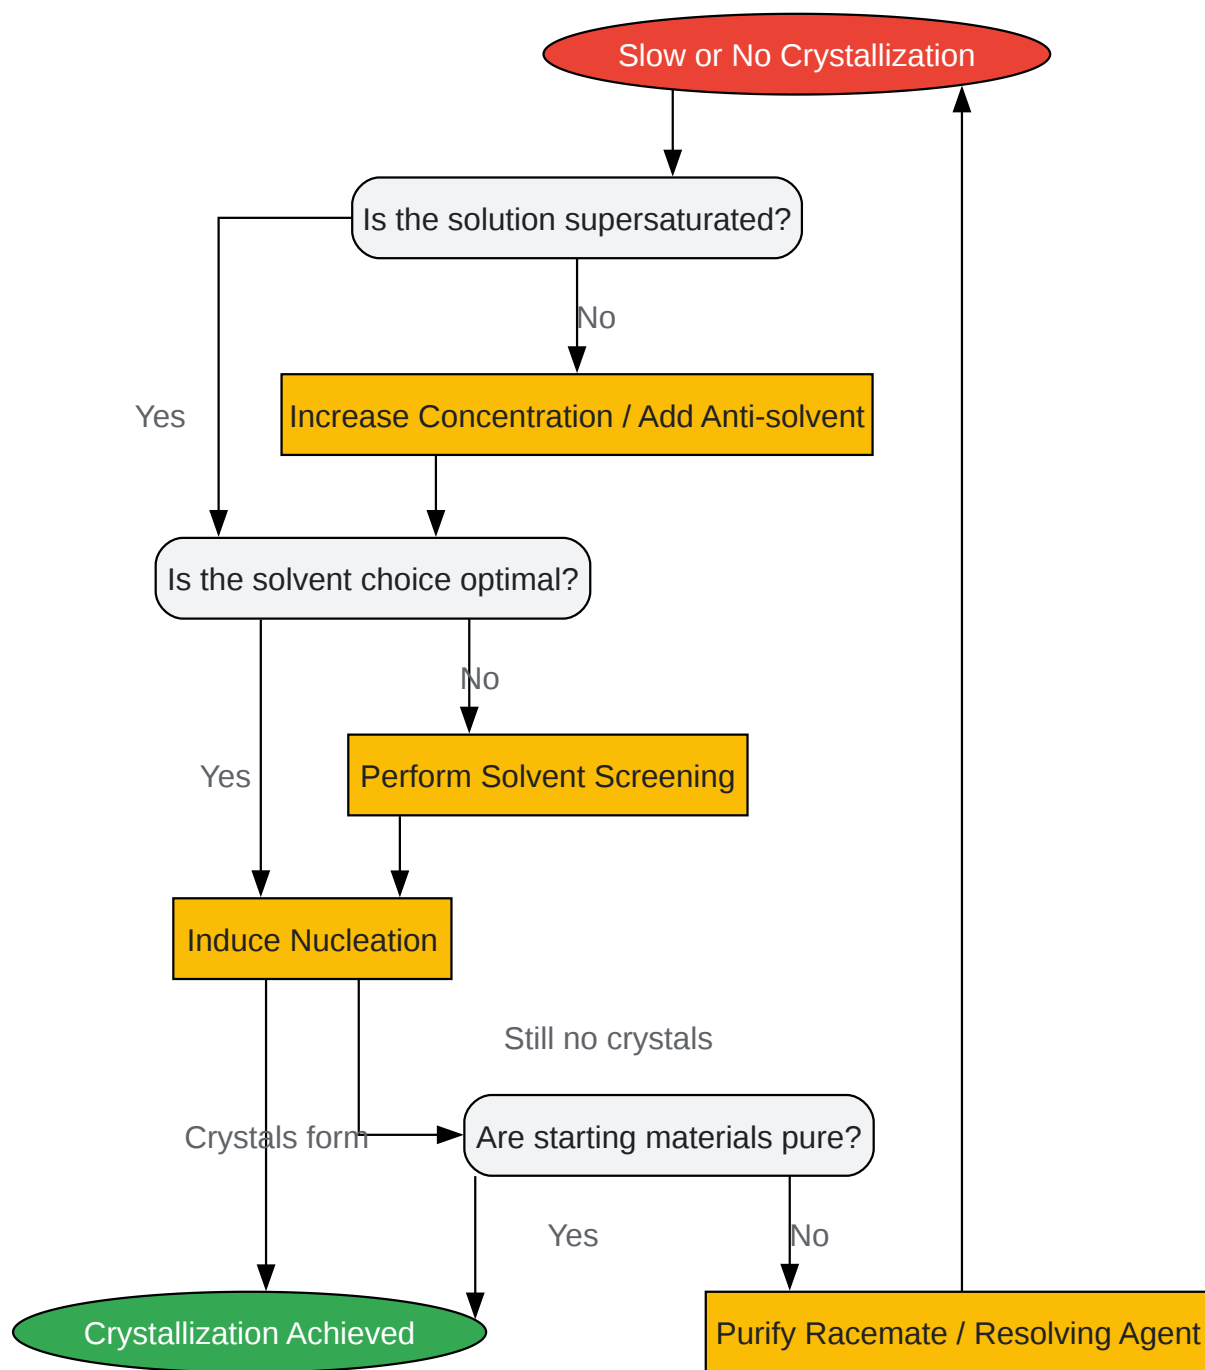 Slow or No Crystallization
Is the solution supersaturated?
No
Yes
Increase Concentration / Add Anti-solvent
Is the solvent choice optimal?
No
Yes
Perform Solvent Screening
Induce Nucleation
Still no crystals
Crystals form
Are starting materials pure?
Yes
No
Crystallization Achieved
Purify Racemate / Resolving Agent